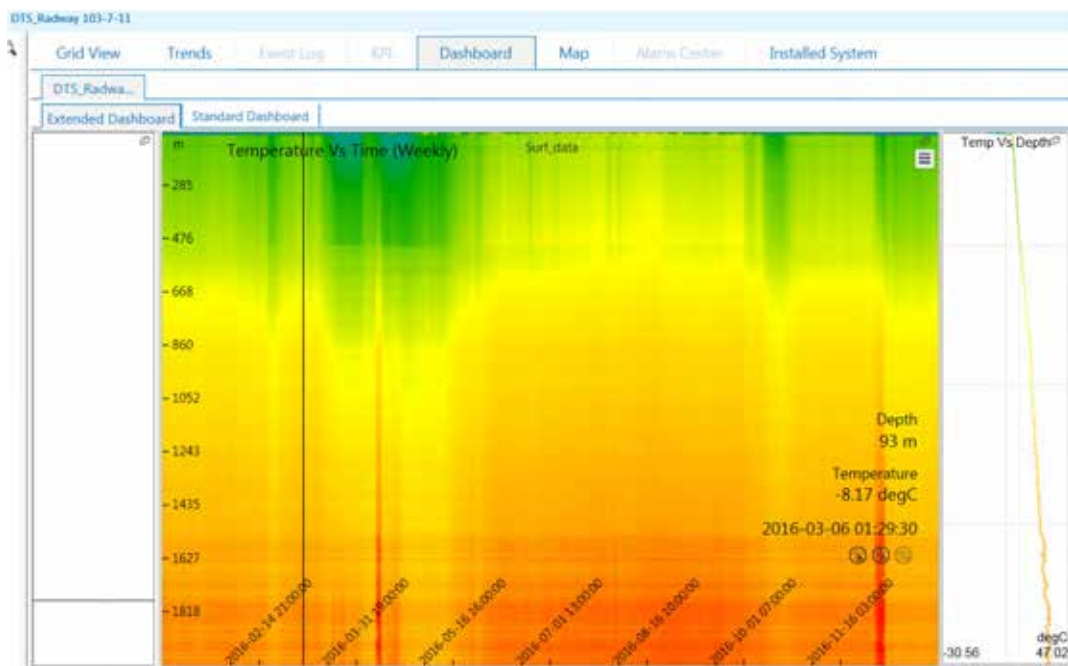 DTS_Radway 103-7-11
Grid View Trends Event Log KPI Dashboard Map Alarm Center Installed System
DTS_Radwa...
Extended Dashboard Standard Dashboard
m Temperature Vs Time (Weekly) Surf_data Temp Vs Depth
285
476
668
860
1052
Depth
93 m
1243
Temperature
-8.17 degC
1435
2016-03-06 01:29:30
1627
1818
2016-02-14 21:00:00
2016-05-16 16:00:00
2016-07-01 13:00:00
2016-08-16 10:00:00
2016-10-01 07:00:00
2016-11-16 03:00:00
degC
-30.56 47.02